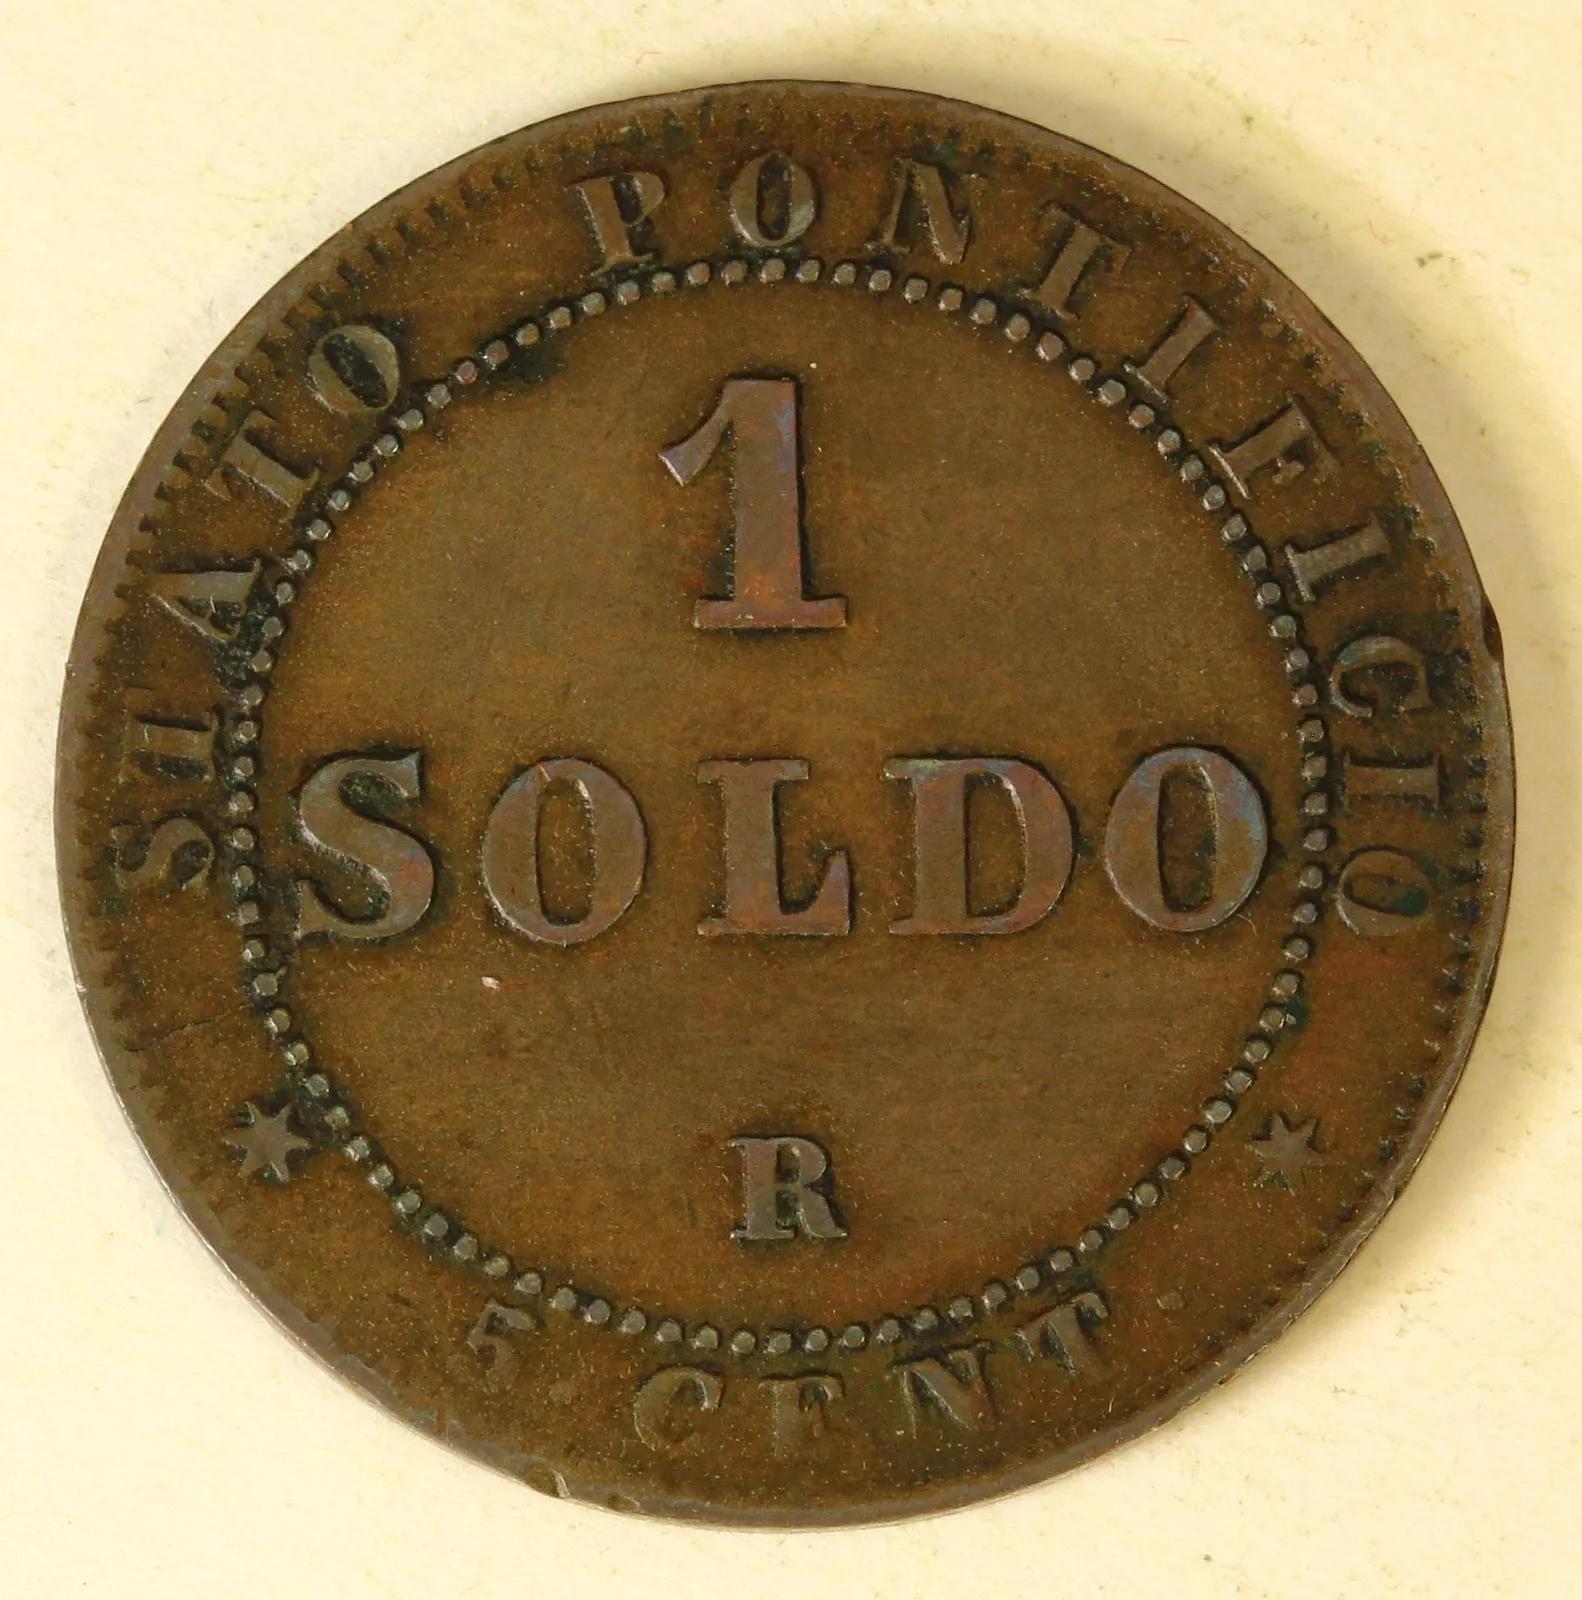 STATO PONTIFICIO
1
SOLDO
R
5 CENT